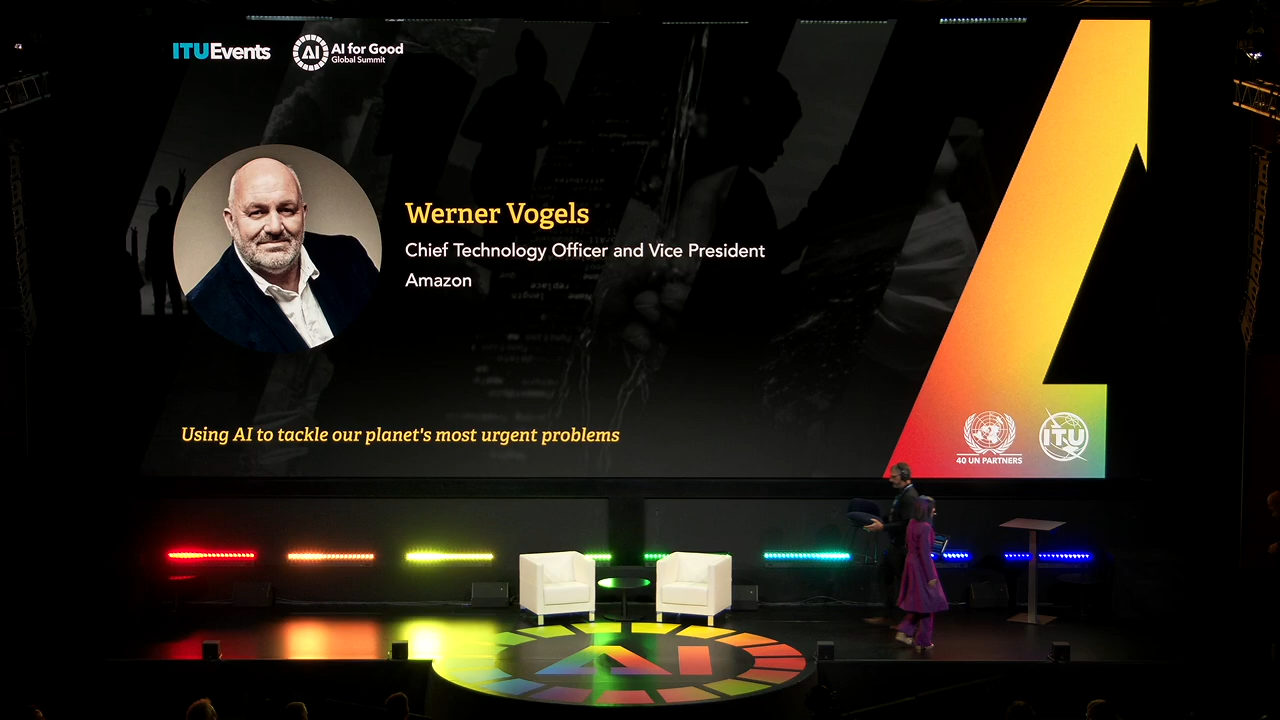 ITUEvents
AI
AI for Good
Global Summit
Werner Vogels
Chief Technology Officer and Vice President
Amazon
Using AI to tackle our planet's most urgent problems
40 UN PARTNERS
ITU
AI